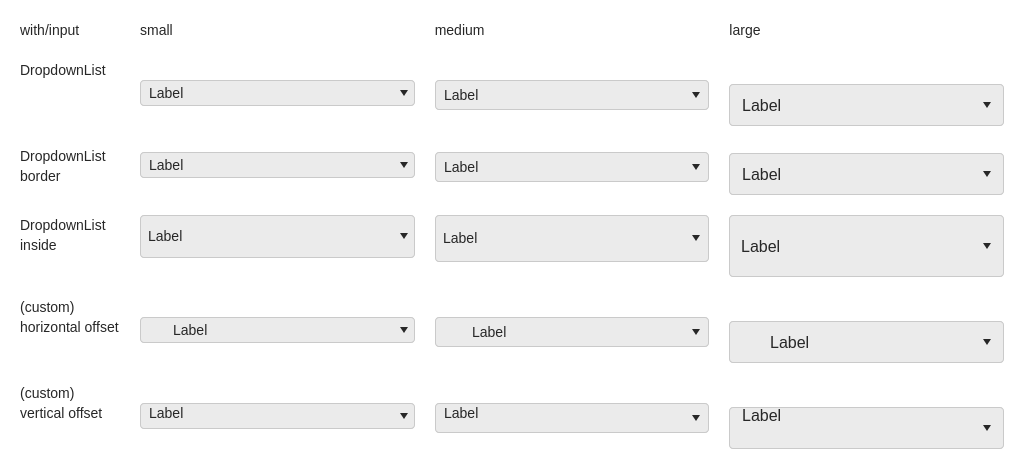 with/input small medium large
DropdownList
Label Label Label
DropdownList
border
Label Label Label
DropdownList
inside
Label Label Label
(custom)
horizontal offset
Label Label Label
(custom)
vertical offset
Label Label Label